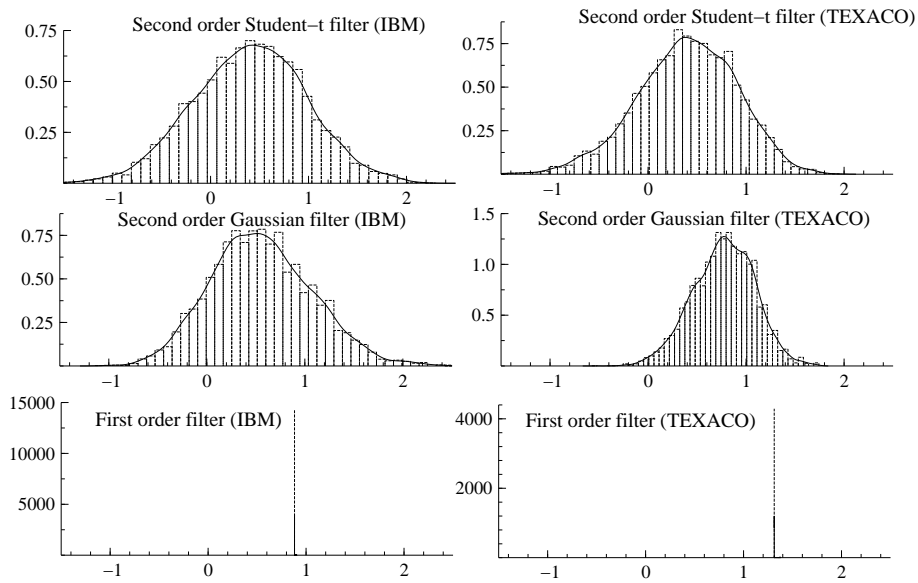 Second order Student−t filter (IBM)
0.75
0.50
0.25
−1 0 1 2
Second order Student−t filter (TEXACO)
0.75
0.50
0.25
−1 0 1 2
Second order Gaussian filter (IBM)
0.75
0.50
0.25
−1 0 1 2
Second order Gaussian filter (TEXACO)
1.5
1.0
0.5
−1 0 1 2
First order filter (IBM)
15000
10000
5000
−1 0 1 2
First order filter (TEXACO)
4000
2000
−1 0 1 2